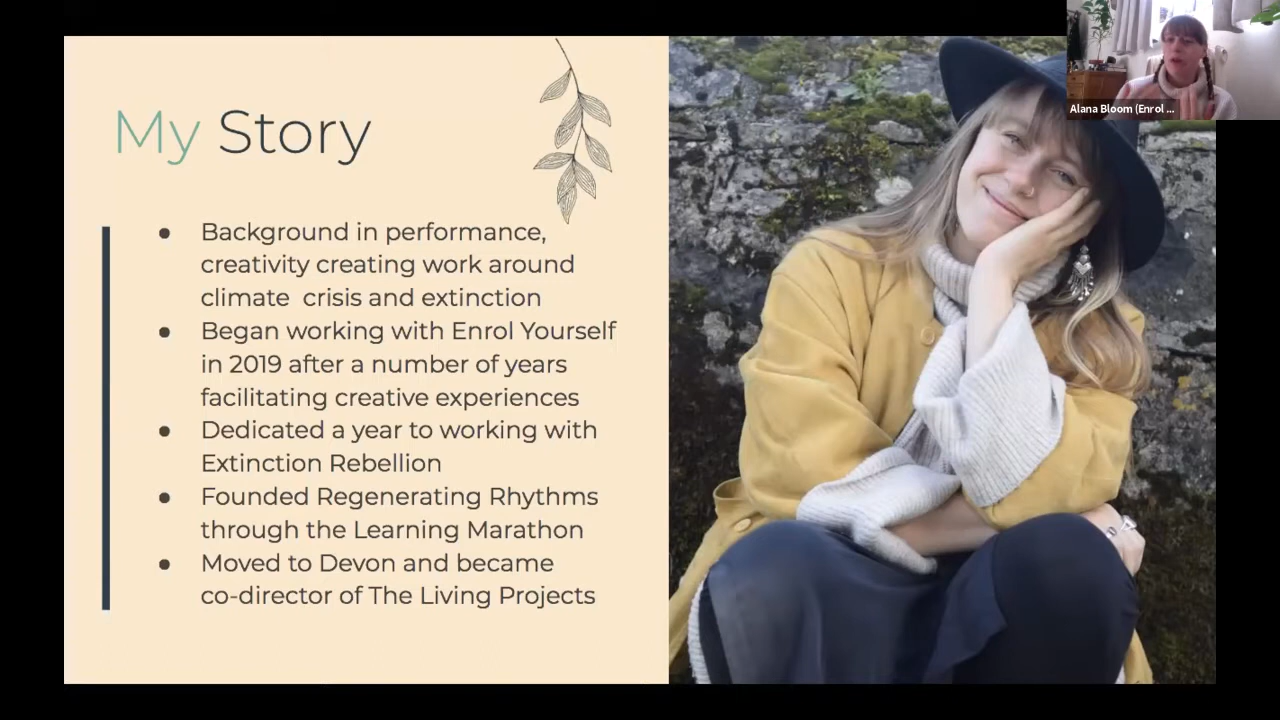 Alana Bloom (Enrol ...
My Story
● Background in performance,
creativity creating work around
climate  crisis and extinction
● Began working with Enrol Yourself
in 2019 after a number of years
facilitating creative experiences
● Dedicated a year to working with
Extinction Rebellion
● Founded Regenerating Rhythms
through the Learning Marathon
● Moved to Devon and became
co-director of The Living Projects